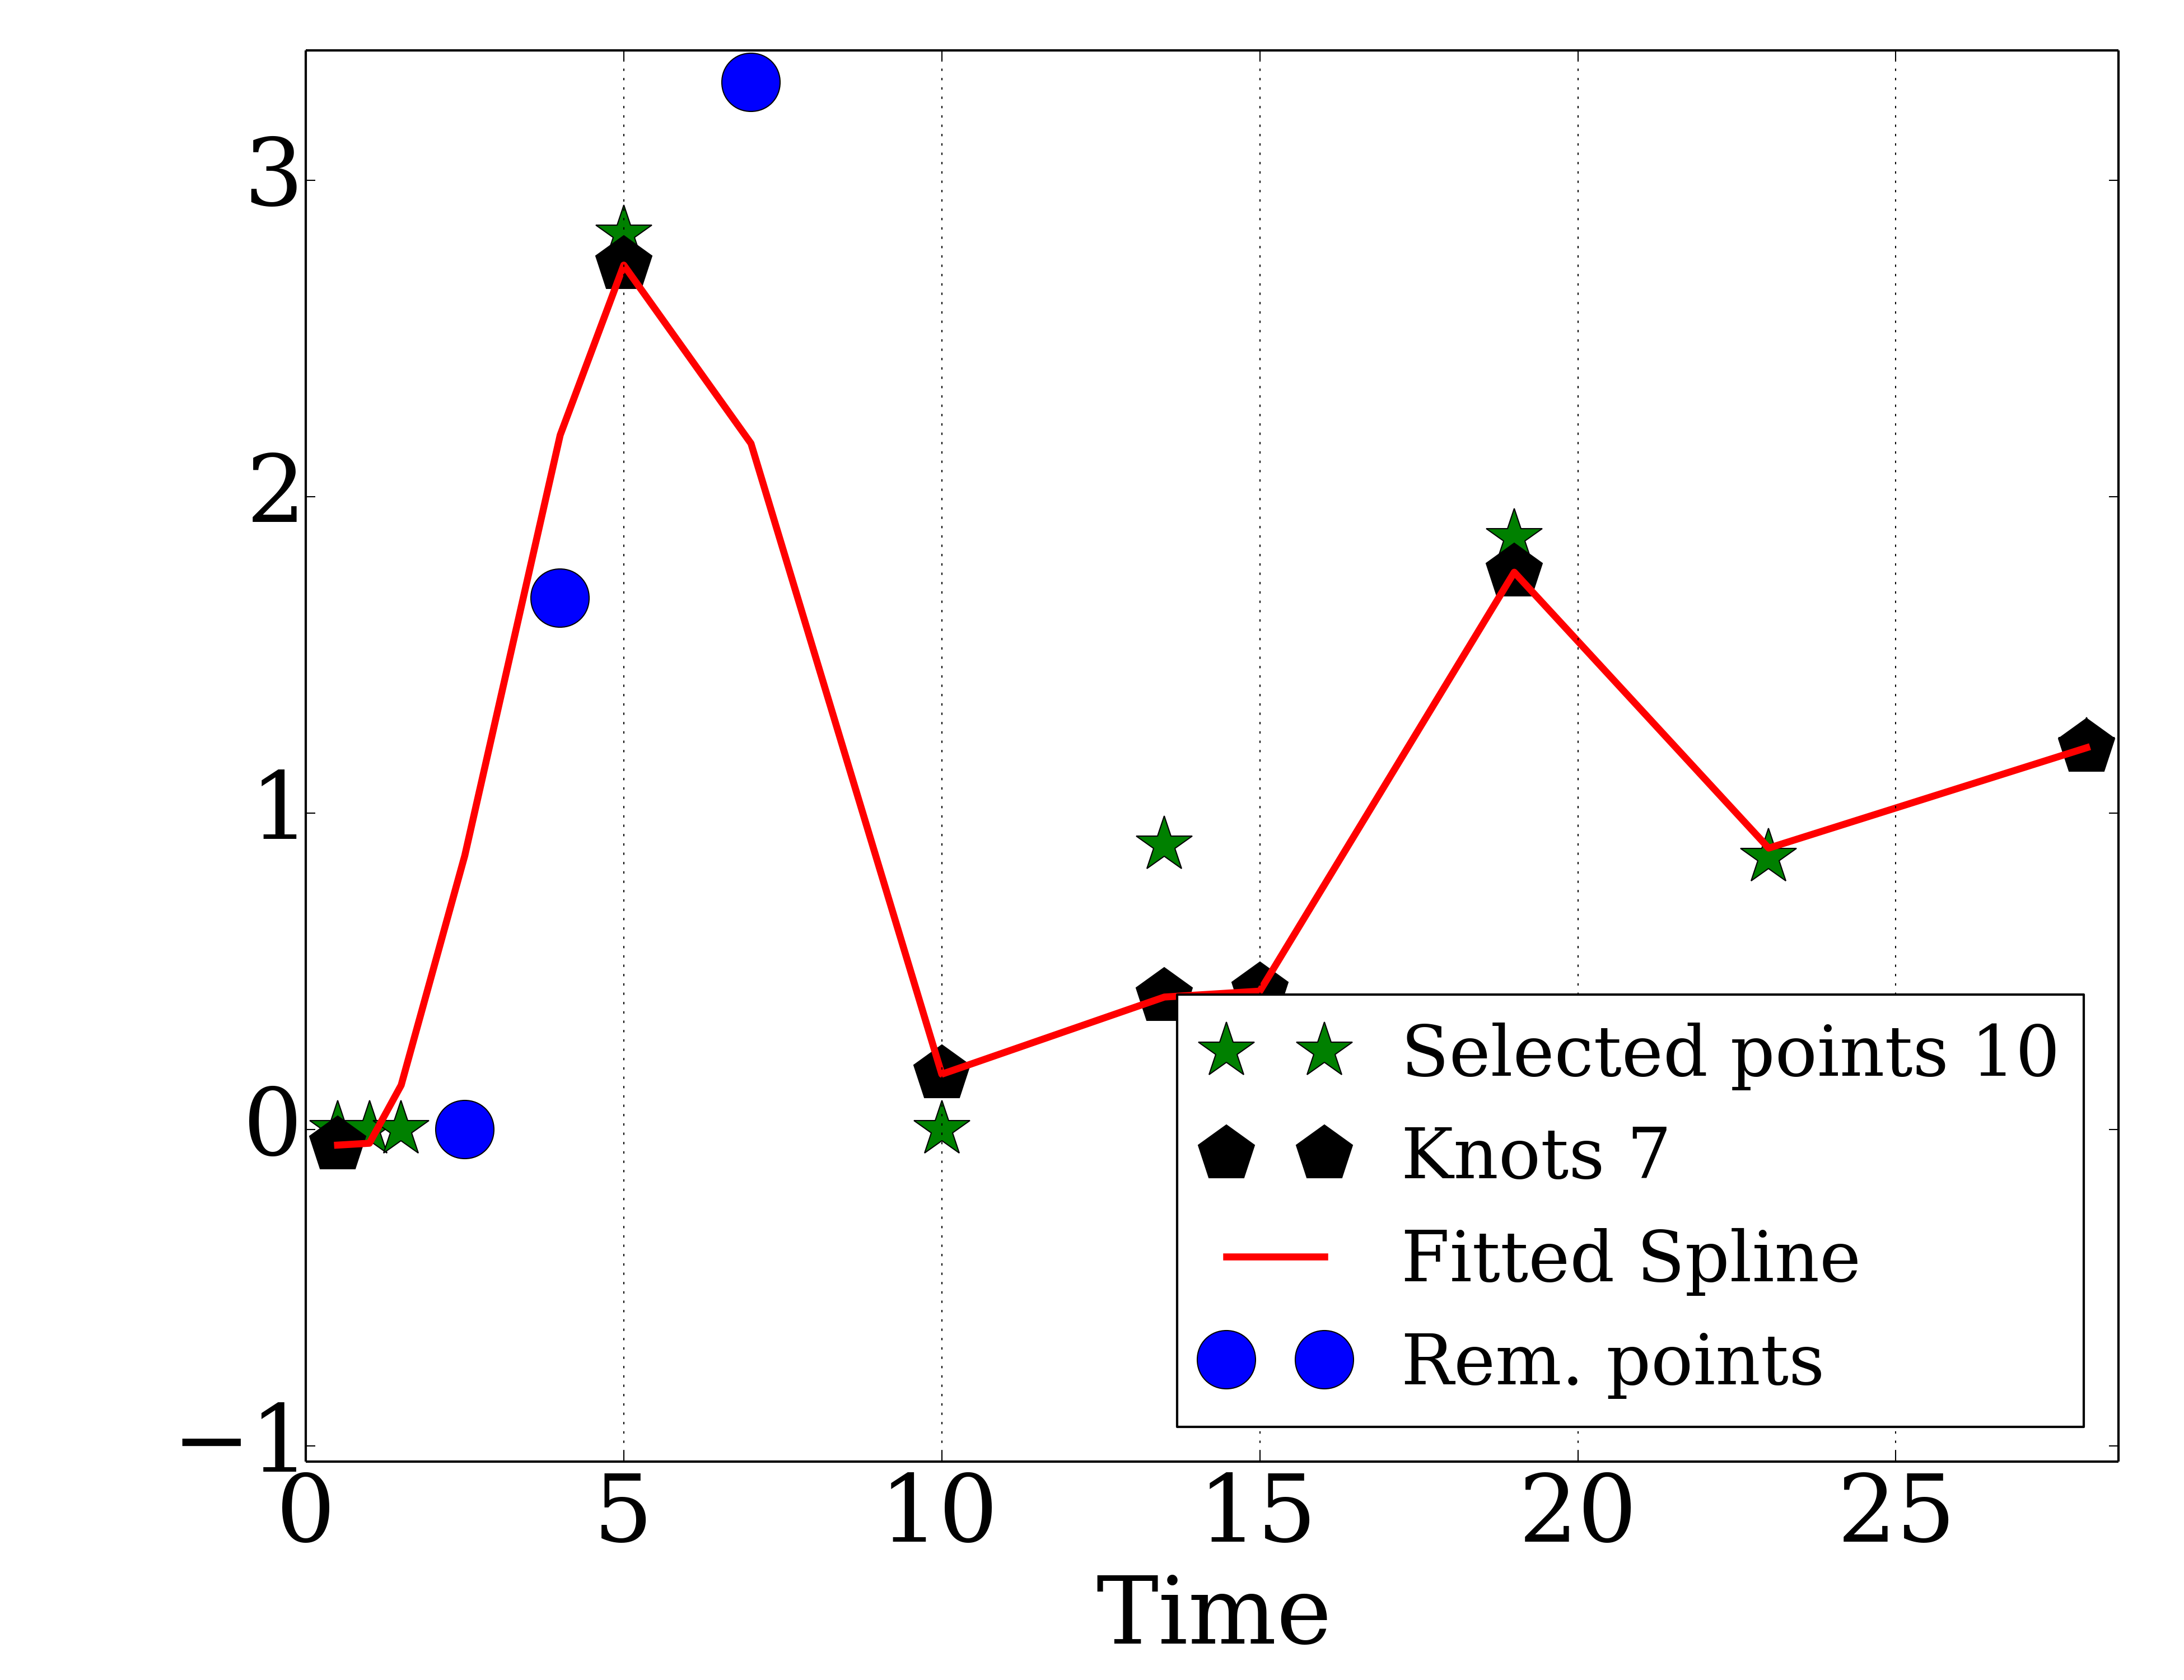 3
2
1
0
−1
0 5 10 15 20 25
Time
Selected points 10
Knots 7
Fitted Spline
Rem. points